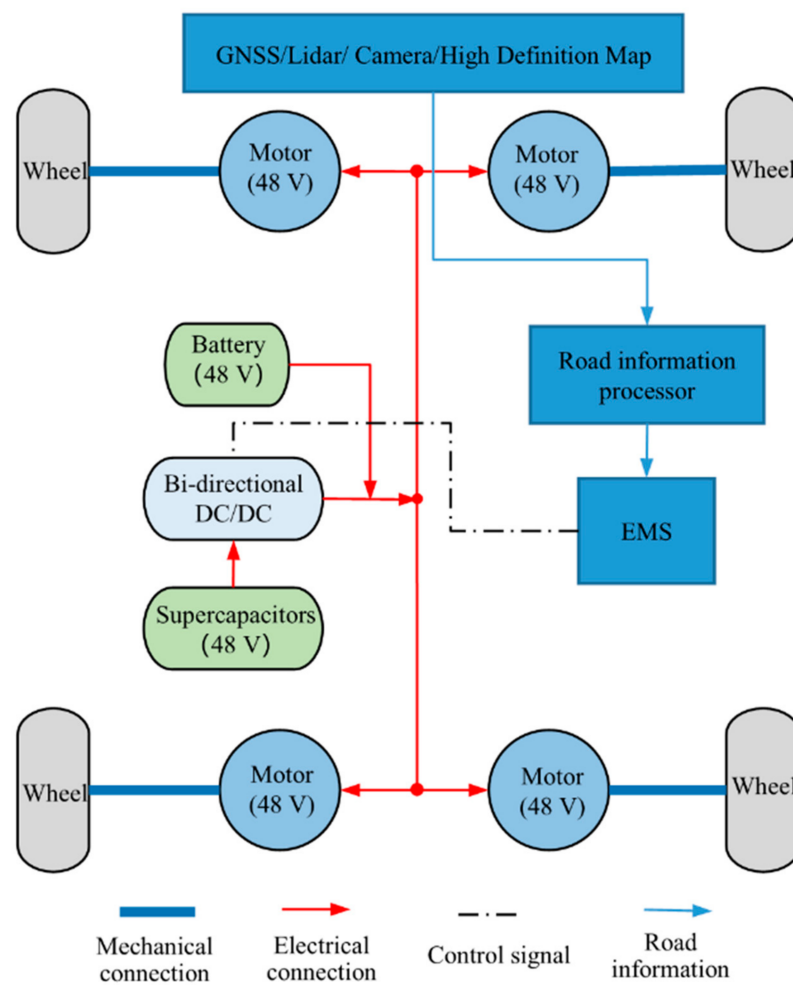 GNSS/Lidar/ Camera/High Definition Map
Wheel
Motor
(48 V)
Motor
(48 V)
Wheel
Battery
(48 V)
Road information
processor
Bi-directional
DC/DC
EMS
Supercapacitors
(48 V)
Wheel
Motor
(48 V)
Motor
(48 V)
Wheel
Mechanical
connection
Electrical
connection
Control signal
Road
information